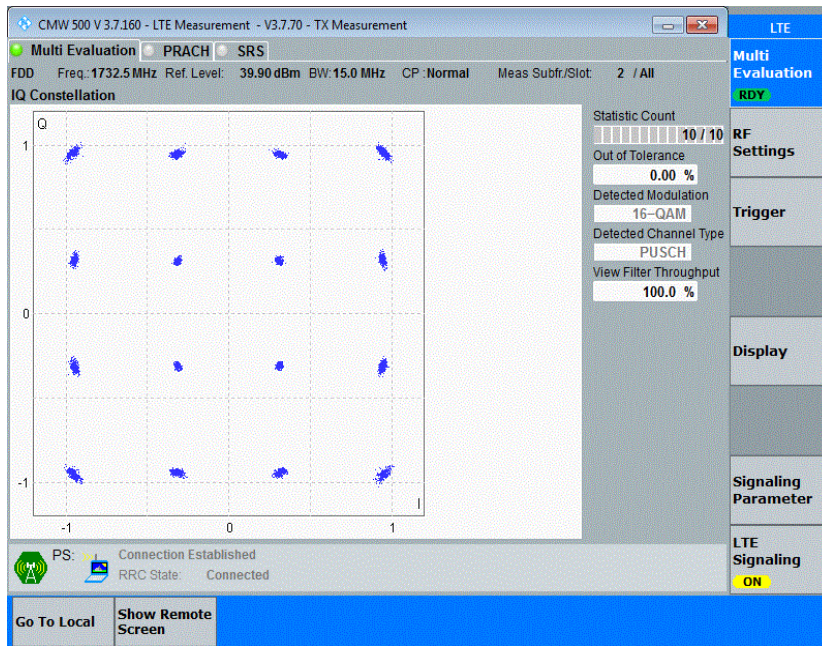 CMW 500 V 3.7.160 - LTE Measurement  - V3.7.70 - TX Measurement
LTE
Multi Evaluation PRACH SRS
Multi
Evaluation
RDY
FDD Freq.:1732.5 MHz Ref. Level: 39.90 dBm BW:15.0 MHz CP :Normal Meas Subfr./Slot: 2 / All
IQ Constellation
Q
1
0
-1
I
-1 0 1
Statistic Count
10 / 10
Out of Tolerance
0.00 %
Detected Modulation
16-QAM
Detected Channel Type
PUSCH
View Filter Throughput
100.0 %
RF
Settings
Trigger
Display
Signaling
Parameter
LTE
Signaling
ON
PS: Connection Established
RRC State: Connected
Go To Local
Show Remote
Screen